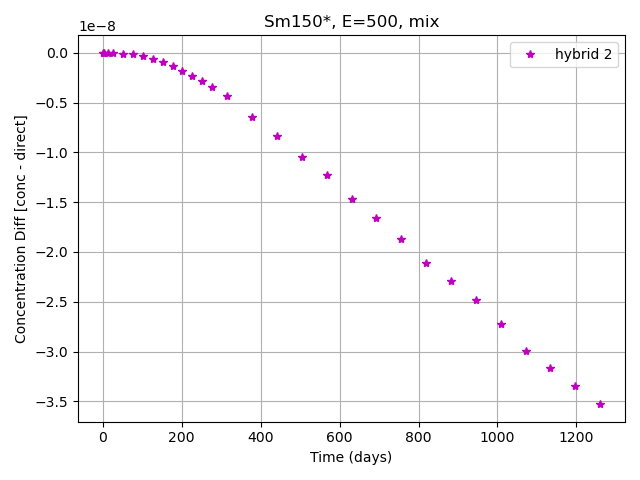 Sm150*, E=500, mix
1e−8
hybrid 2
0.0
−0.5
−1.0
−1.5
−2.0
−2.5
−3.0
−3.5
Concentration Diff [conc - direct]
0 200 400 600 800 1000 1200
Time (days)